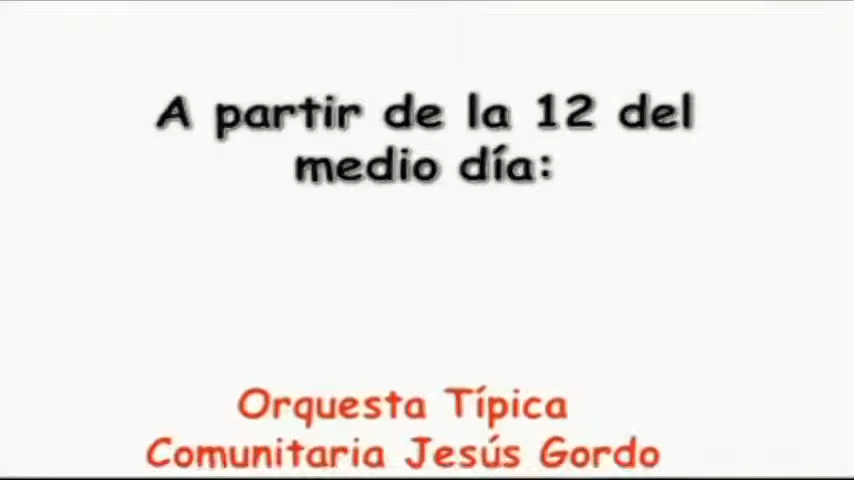 A partir de la 12 del
medio día:
Orquesta Típica
Comunitaria Jesús Gordo